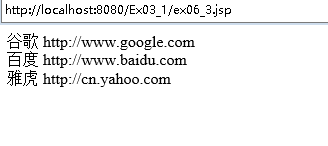 http://localhost:8080/Ex03_1/ex06_3.jsp
谷歌 http://www.google.com
百度 http://www.baidu.com
雅虎 http://cn.yahoo.com